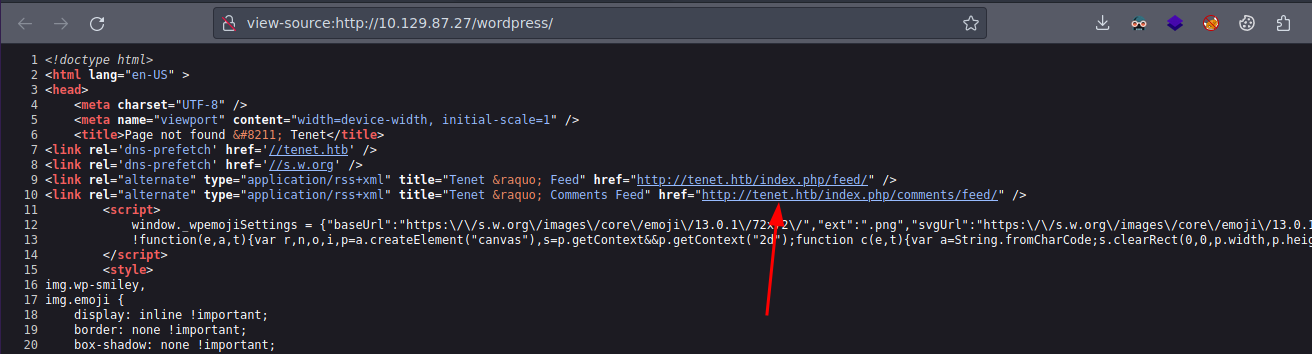 view-source:http://10.129.87.27/wordpress/
1 <!doctype html>
2 <html lang="en-US" >
3 <head>
4 <meta charset="UTF-8" />
5 <meta name="viewport" content="width=device-width, initial-scale=1" />
6 <title>Page not found &#8211; Tenet</title>
7 <link rel='dns-prefetch' href='//tenet.htb' />
8 <link rel='dns-prefetch' href='//s.w.org' />
9 <link rel="alternate" type="application/rss+xml" title="Tenet &raquo; Feed" href="http://tenet.htb/index.php/feed/" />
10 <link rel="alternate" type="application/rss+xml" title="Tenet &raquo; Comments Feed" href="http://tenet.htb/index.php/comments/feed/" />
11 <script>
12 window._wpemojiSettings = {"baseUrl":"https:\/\/s.w.org\/images\/core\/emoji\/13.0.1\/72x72\/","ext":".png","svgUrl":"https:\/\/s.w.org\/images\/core\/emoji\/13.0.1
13 !function(e,a,t){var r,n,o,i,p=a.createElement("canvas"),s=p.getContext&&p.getContext("2d");function c(e,t){var a=String.fromCharCode;s.clearRect(0,0,p.width,p.heig
14 </script>
15 <style>
16 img.wp-smiley,
17 img.emoji {
18 display: inline !important;
19 border: none !important;
20 box-shadow: none !important;